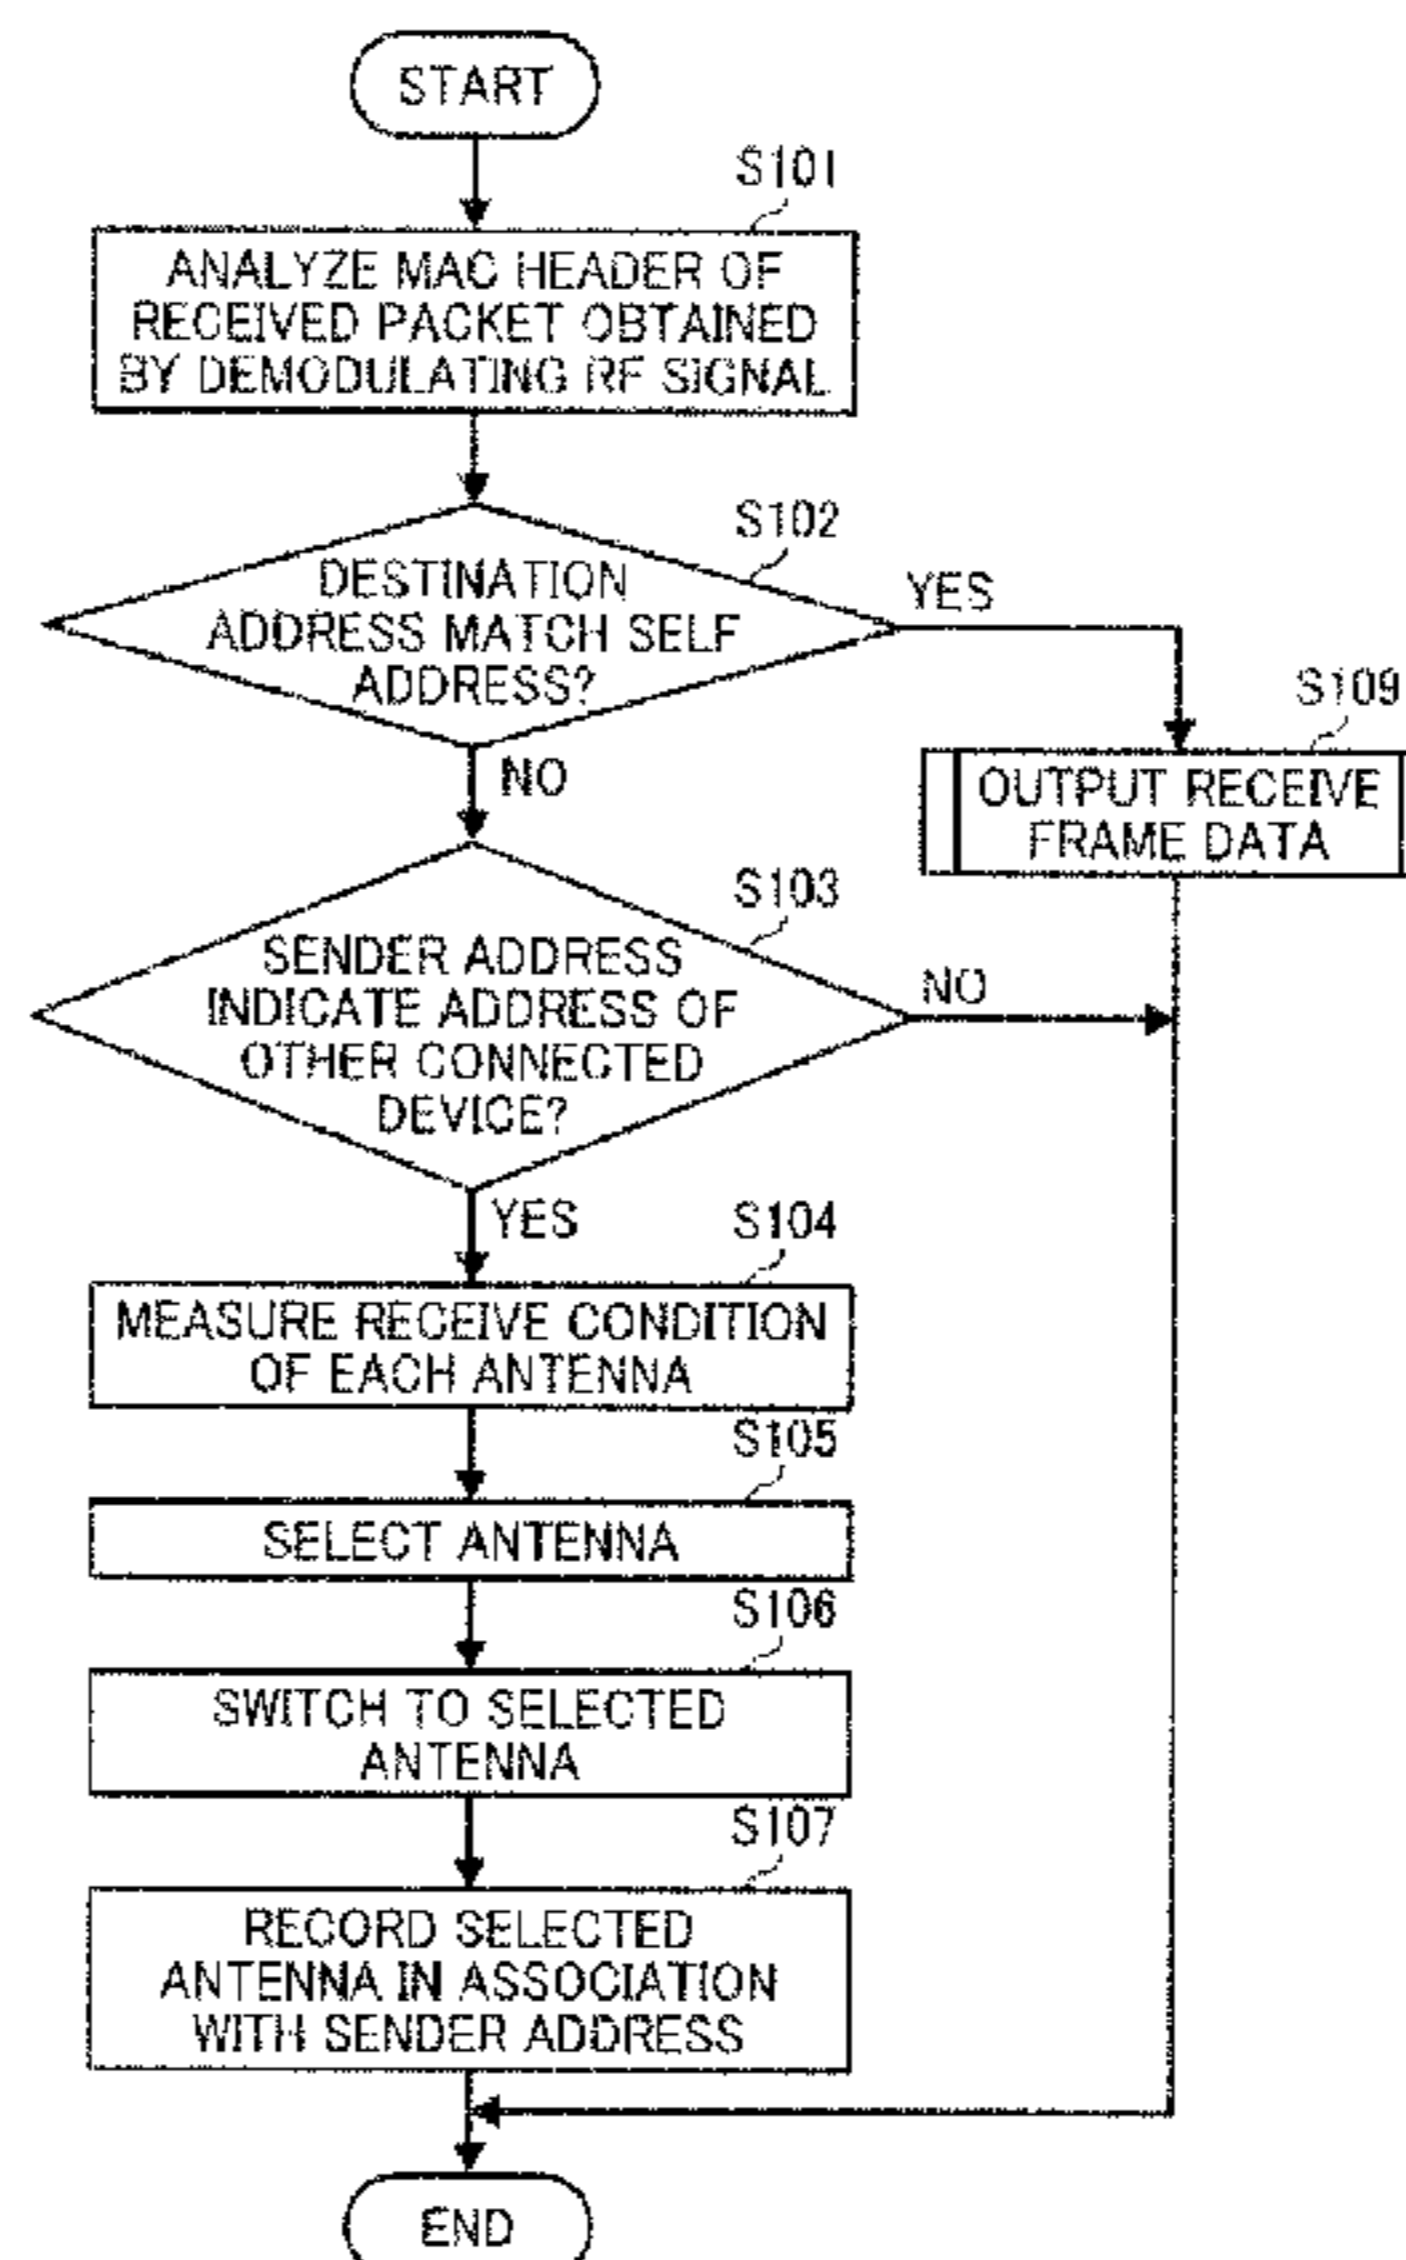 START
S101
ANALYZE MAC HEADER OF
RECEIVED PACKET OBTAINED
BY DEMODULATING RF SIGNAL
S102
DESTINATION
ADDRESS MATCH SELF
ADDRESS?
YES
NO
S109
OUTPUT RECEIVE
FRAME DATA
S103
SENDER ADDRESS
INDICATE ADDRESS OF
OTHER CONNECTED
DEVICE?
NO
YES
S104
MEASURE RECEIVE CONDITION
OF EACH ANTENNA
S105
SELECT ANTENNA
S106
SWITCH TO SELECTED
ANTENNA
S107
RECORD SELECTED
ANTENNA IN ASSOCIATION
WITH SENDER ADDRESS
END